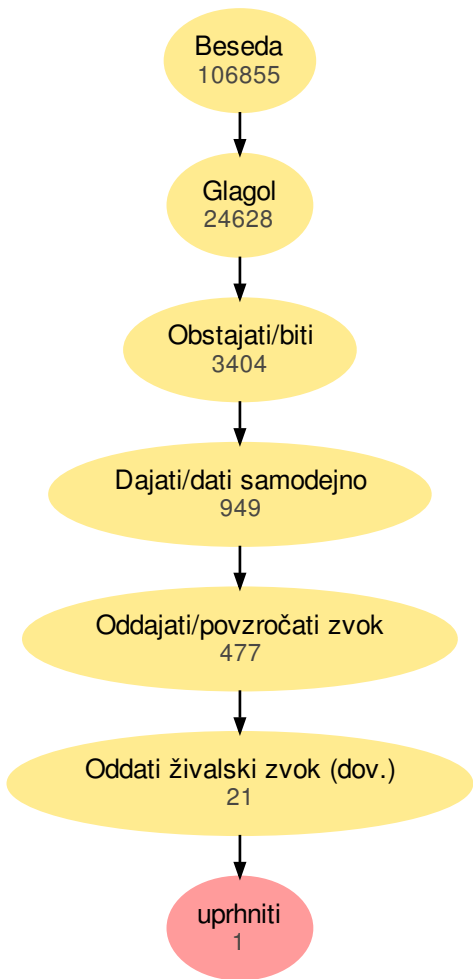 Beseda
106855
Glagol
24628
Obstajati/biti
3404
Dajati/dati samodejno
949
Oddajati/povzročati zvok
477
Oddati živalski zvok (dov.)
21
uprhniti
1